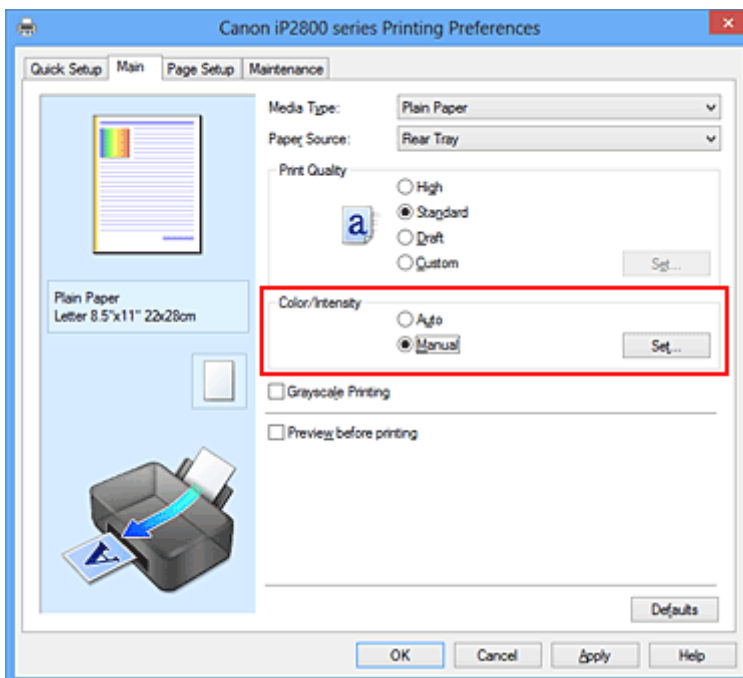 Canon iP2800 series Printing Preferences
Quick Setup Main Page Setup Maintenance
Media Type: Plain Paper
Paper Source: Rear Tray
Print Quality
High
a Standard
Draft
Custom Set...
Plain Paper
Letter 8.5"x11" 22x28cm
Color/Intensity
Auto
Manual Set...
Grayscale Printing
Preview before printing
A
Defaults
OK Cancel Apply Help